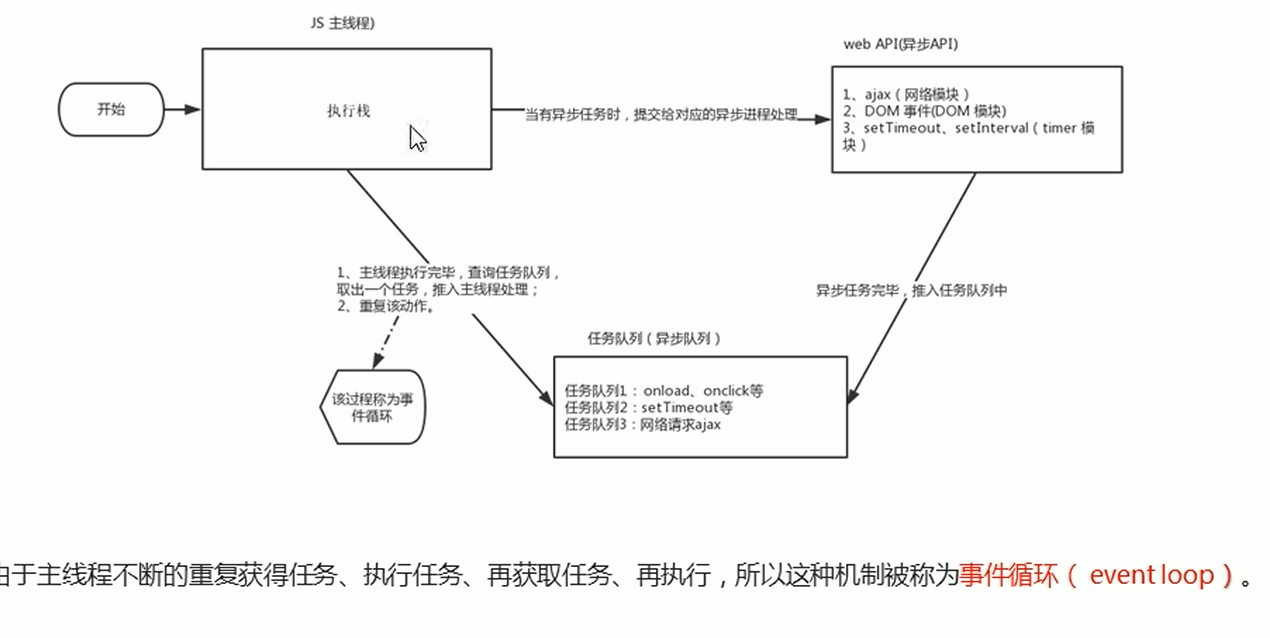 JS 主线程)
web API(异步API)
开始
执行栈
当有异步任务时，提交给对应的异步进程处理
1、ajax（网络模块）
2、DOM 事件(DOM 模块)
3、setTimeout、setInterval（timer 模
块）
1、主线程执行完毕，查询任务队列，
取出一个任务，推入主线程处理；
2、重复该动作。
异步任务完毕，推入任务队列中
该过程称为事
件循环
任务队列（异步队列）
任务队列1：onload、onclick等
任务队列2：setTimeout等
任务队列3：网络请求ajax
由于主线程不断的重复获得任务、执行任务、再获取任务、再执行，所以这种机制被称为事件循环（ event loop）。